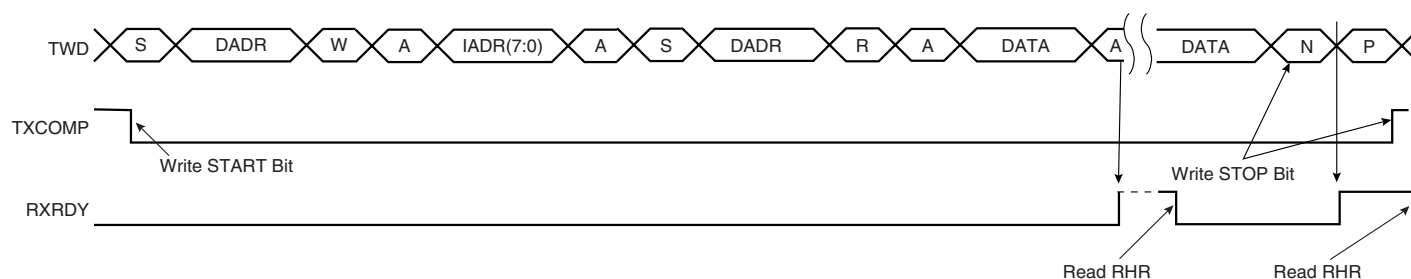 TWD S DADR W A IADR(7:0) A S DADR R A DATA A DATA N P
TXCOMP
Write START Bit Write STOP Bit
RXRDY
Read RHR Read RHR